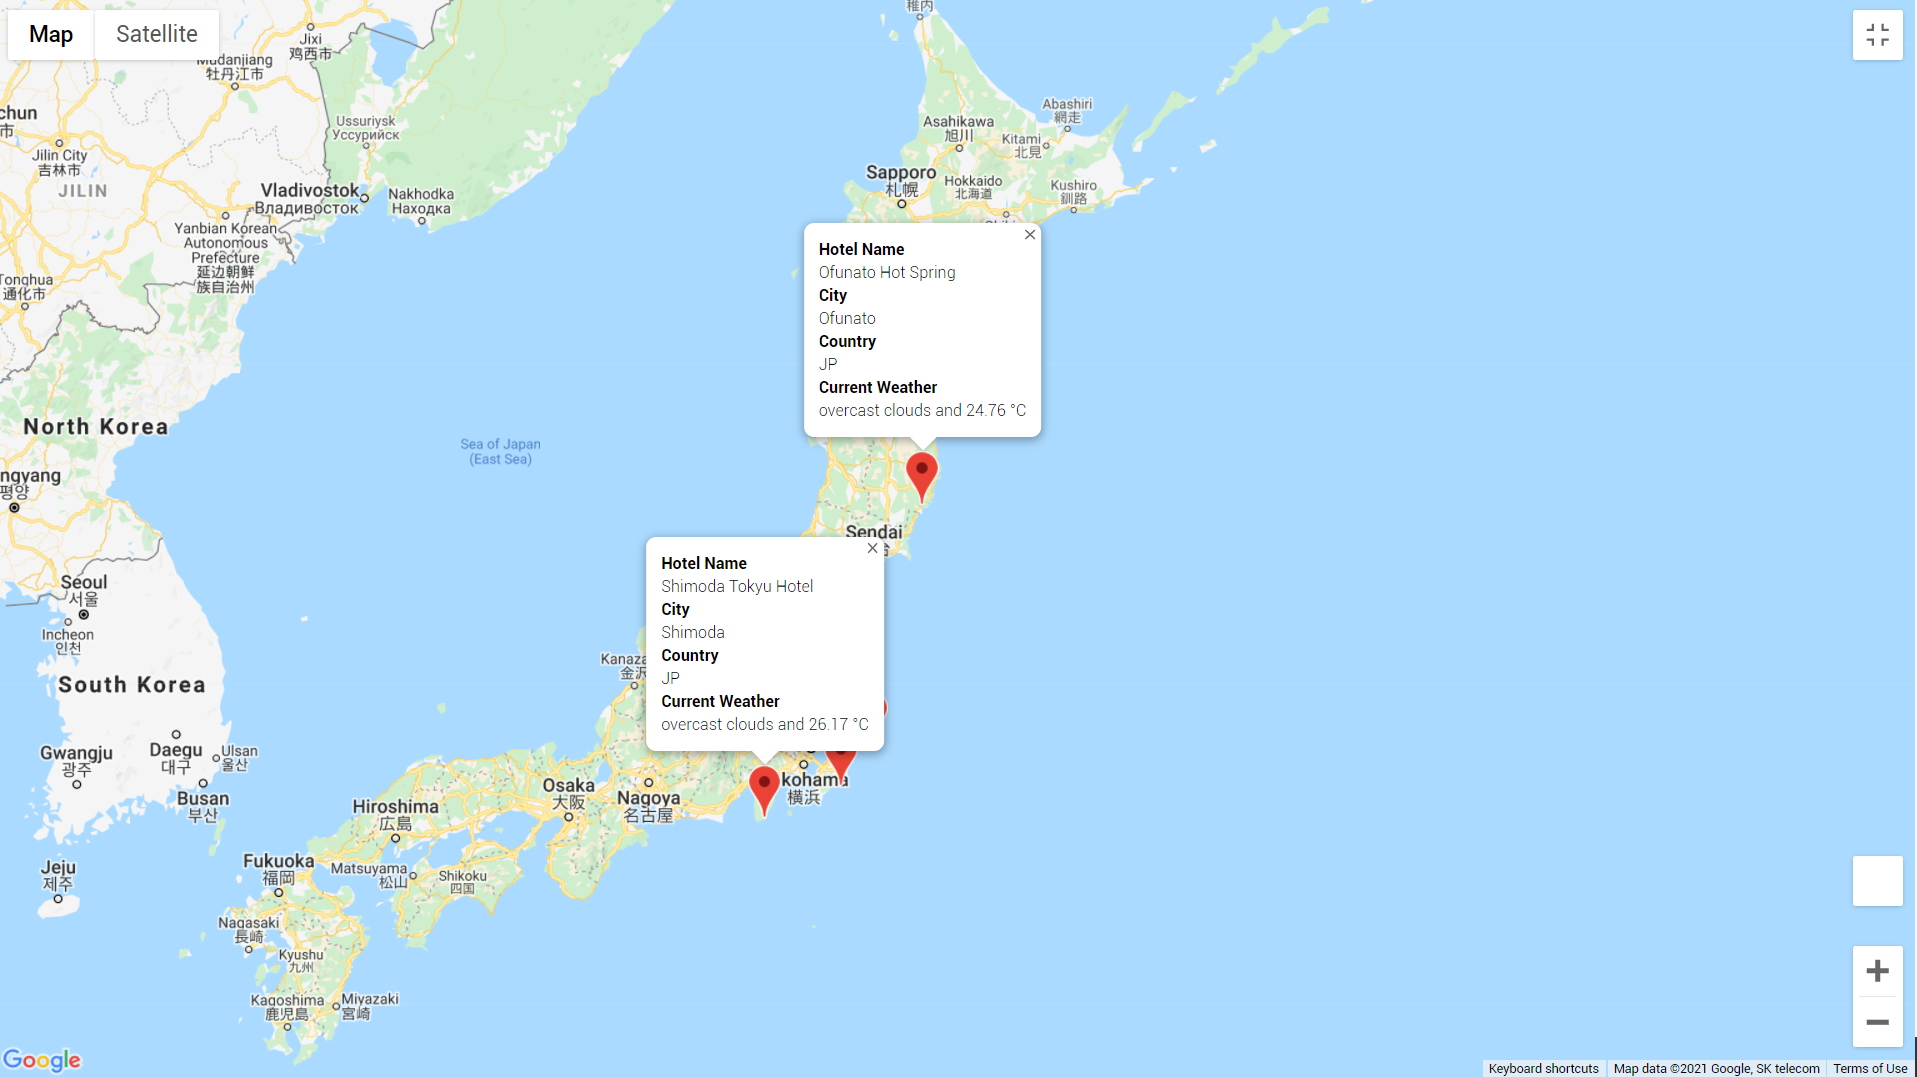 Map
Satellite
稚内
Jixi
鸡西市
Mudanjiang
牡丹江市
chun
市
Jilin City
吉林市
JILIN
Ussuriysk
Уссурийск
Vladivostok
Владивосток
Nakhodka
Находка
Yanbian Korean
Autonomous
Prefecture
延边朝鲜
族自治州
Tonghua
通化市
Asahikawa
旭川
Abashiri
網走
Kitami
北見
Sapporo
札幌
Hokkaido
北海道
Kushiro
釧路
Hotel Name
Ofunato Hot Spring
City
Ofunato
Country
JP
Current Weather
overcast clouds and 24.76 °C
North Korea
Sea of Japan
(East Sea)
ngyang
평양
Sendai
Hotel Name
Shimoda Tokyu Hotel
City
Shimoda
Country
JP
Current Weather
overcast clouds and 26.17 °C
Seoul
서울
Incheon
인천
South Korea
Kanaza
金沢
Gwangju
광주
Daegu
대구
Ulsan
울산
Busan
부산
Hiroshima
広島
Osaka
大阪
Nagoya
名古屋
kohama
横浜
Jeju
제주
Fukuoka
福岡
Matsuyama
松山
Shikoku
四国
Nagasaki
長崎
Kyushu
九州
Kagoshima
鹿児島
Miyazaki
宮崎
Google
Keyboard shortcuts
Map data ©2021 Google, SK telecom
Terms of Use